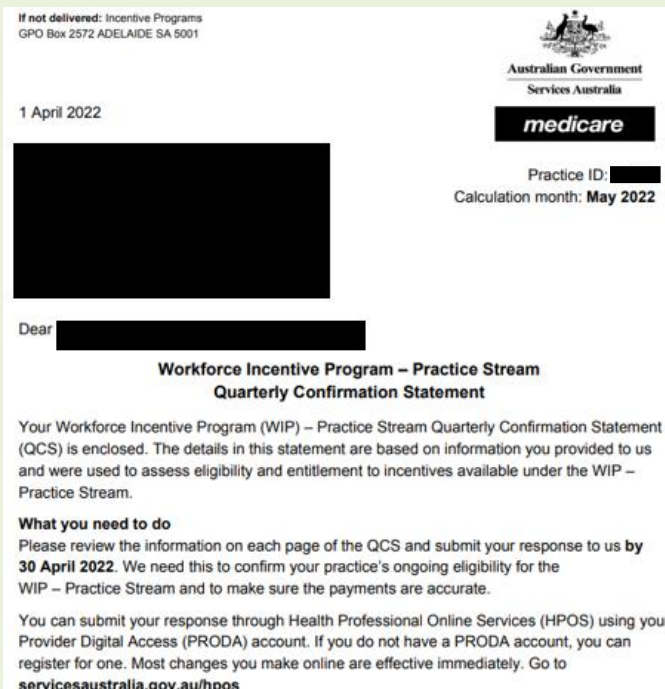 If not delivered: Incentive Programs
GPO Box 2572 ADELAIDE SA 5001
Australian Government
Services Australia
medicare
1 April 2022
Practice ID:
Calculation month: May 2022
Dear
Workforce Incentive Program – Practice Stream
Quarterly Confirmation Statement
Your Workforce Incentive Program (WIP) – Practice Stream Quarterly Confirmation Statement
(QCS) is enclosed. The details in this statement are based on information you provided to us
and were used to assess eligibility and entitlement to incentives available under the WIP –
Practice Stream.
What you need to do
Please review the information on each page of the QCS and submit your response to us by
30 April 2022. We need this to confirm your practice's ongoing eligibility for the
WIP – Practice Stream and to make sure the payments are accurate.
You can submit your response through Health Professional Online Services (HPOS) using you
Provider Digital Access (PRODA) account. If you do not have a PRODA account, you can
register for one. Most changes you make online are effective immediately. Go to
servicesaustralia.gov.au/hpos